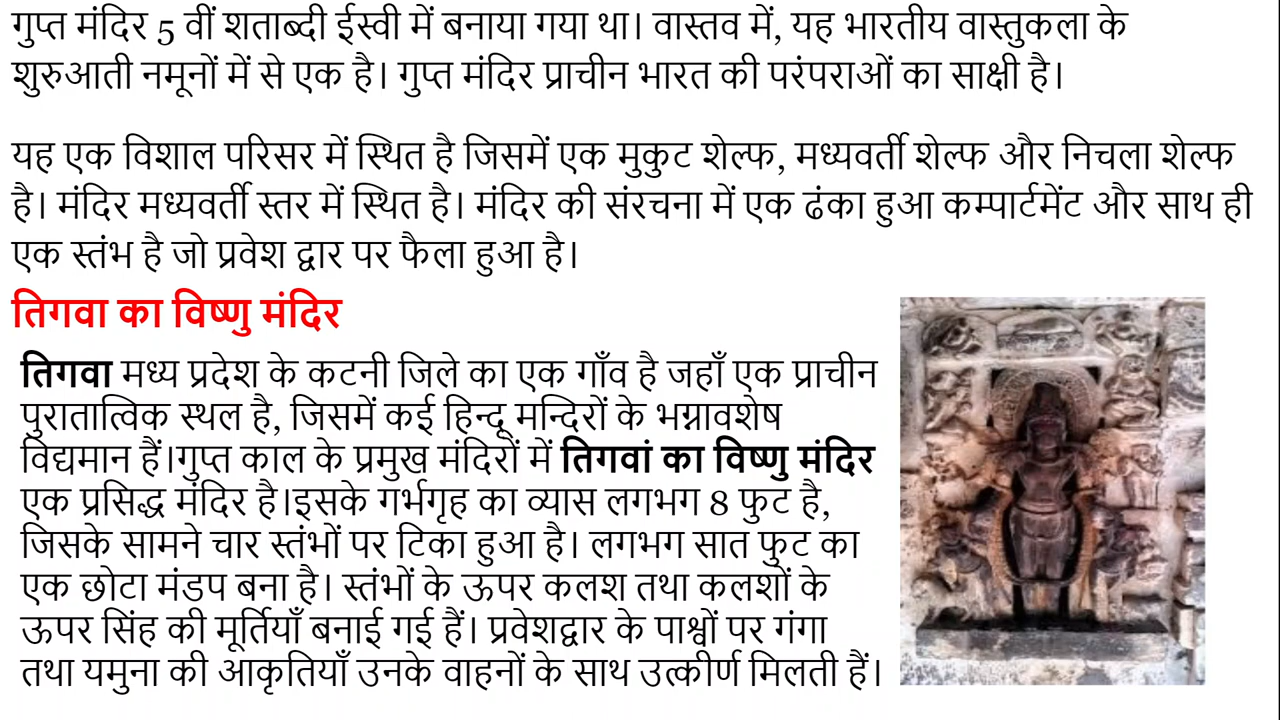 गुप्त मंदिर 5 वीं शताब्दी ईस्वी में बनाया गया था। वास्तव में, यह भारतीय वास्तुकला के
शुरुआती नमूनों में से एक है। गुप्त मंदिर प्राचीन भारत की परंपराओं का साक्षी है।
यह एक विशाल परिसर में स्थित है जिसमें एक मुकुट शेल्फ, मध्यवर्ती शेल्फ और निचला शेल्फ
है। मंदिर मध्यवर्ती स्तर में स्थित है। मंदिर की संरचना में एक ढंका हुआ कम्पार्टमेंट और साथ ही
एक स्तंभ है जो प्रवेश द्वार पर फैला हुआ है।
तिगवा का विष्णु मंदिर
तिगवा मध्य प्रदेश के कटनी जिले का एक गाँव है जहाँ एक प्राचीन
पुरातात्विक स्थल है, जिसमें कई हिन्दू मन्दिरों के भग्नावशेष
विद्यमान हैं।गुप्त काल के प्रमुख मंदिरों में तिगवां का विष्णु मंदिर
एक प्रसिद्ध मंदिर है।इसके गर्भगृह का व्यास लगभग 8 फुट है,
जिसके सामने चार स्तंभों पर टिका हुआ है। लगभग सात फुट का
एक छोटा मंडप बना है। स्तंभों के ऊपर कलश तथा कलशों के
ऊपर सिंह की मूर्तियाँ बनाई गई हैं। प्रवेशद्वार के पार्श्वों पर गंगा
तथा यमुना की आकृतियाँ उनके वाहनों के साथ उत्कीर्ण मिलती हैं।